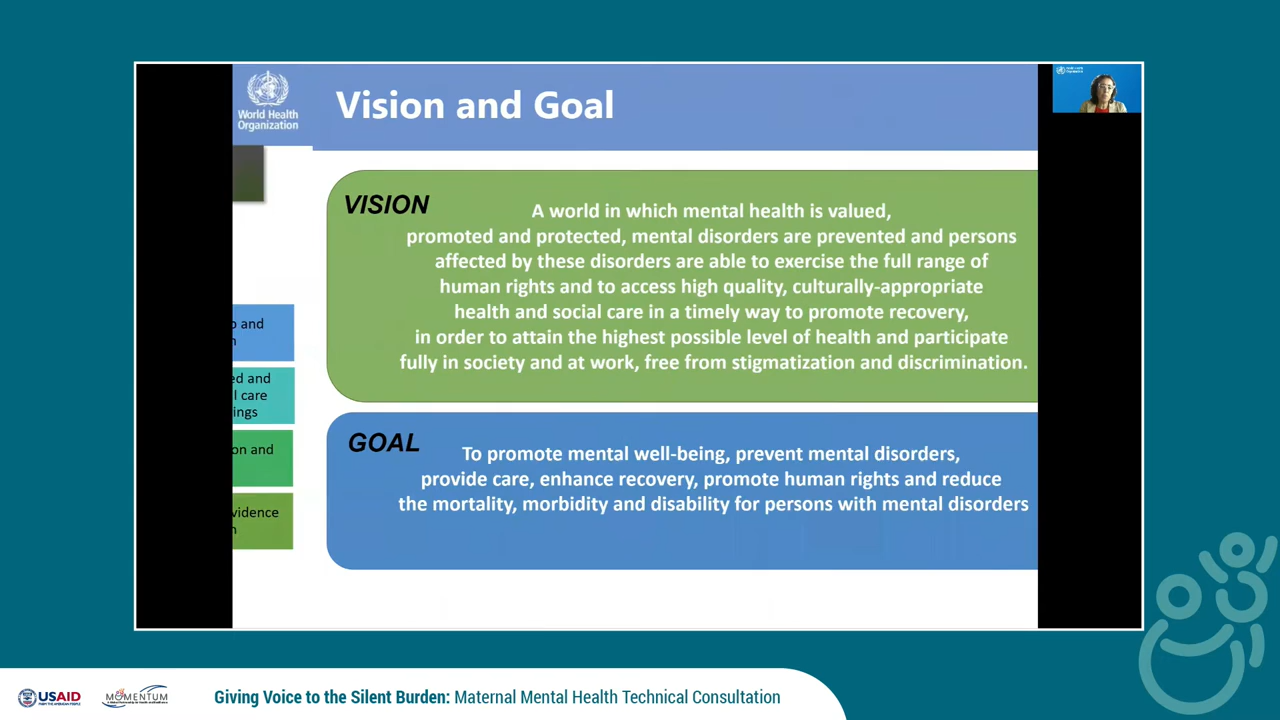 World Health
Organization
Vision and Goal
VISION
A world in which mental health is valued,
promoted and protected, mental disorders are prevented and persons
affected by these disorders are able to exercise the full range of
human rights and to access high quality, culturally-appropriate
health and social care in a timely way to promote recovery,
in order to attain the highest possible level of health and participate
fully in society and at work, free from stigmatization and discrimination.
and
ed and
l care
ings
on and
vidence
GOAL
To promote mental well-being, prevent mental disorders,
provide care, enhance recovery, promote human rights and reduce
the mortality, morbidity and disability for persons with mental disorders
USAID
FROM THE AMERICAN PEOPLE
MOMENTUM
Giving Voice to the Silent Burden: Maternal Mental Health Technical Consultation